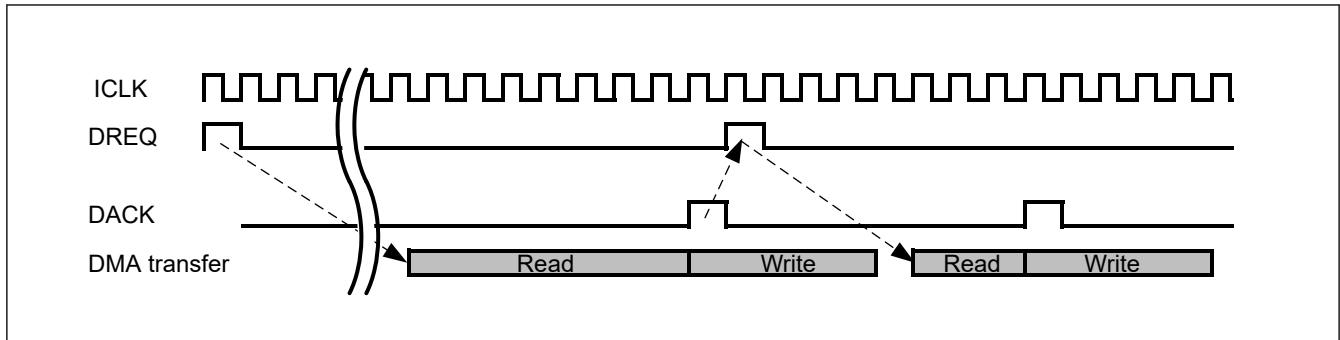 ICLK
DREQ
DACK
DMA transfer Read Write Read Write